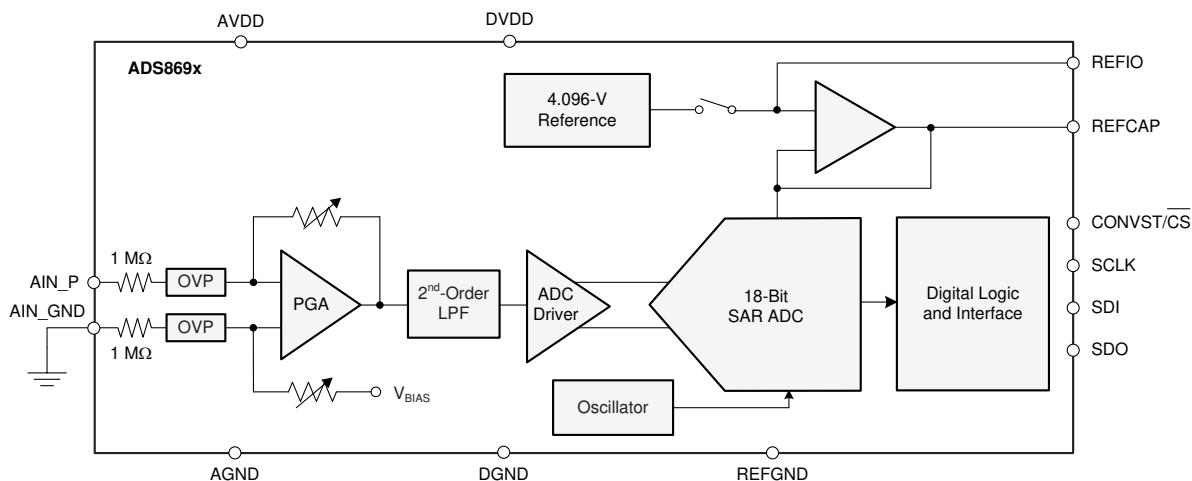 AVDD
DVDD
ADS869x
REFIO
4.096-V
Reference
REFCAP
CONVST/CS
1 MΩ
OVP
AIN_P
SCLK
PGA
2nd-Order
LPF
ADC
Driver
18-Bit
SAR ADC
Digital Logic
and Interface
AIN_GND
OVP
SDI
1 MΩ
SDO
VBIAS
Oscillator
AGND
DGND
REFGND